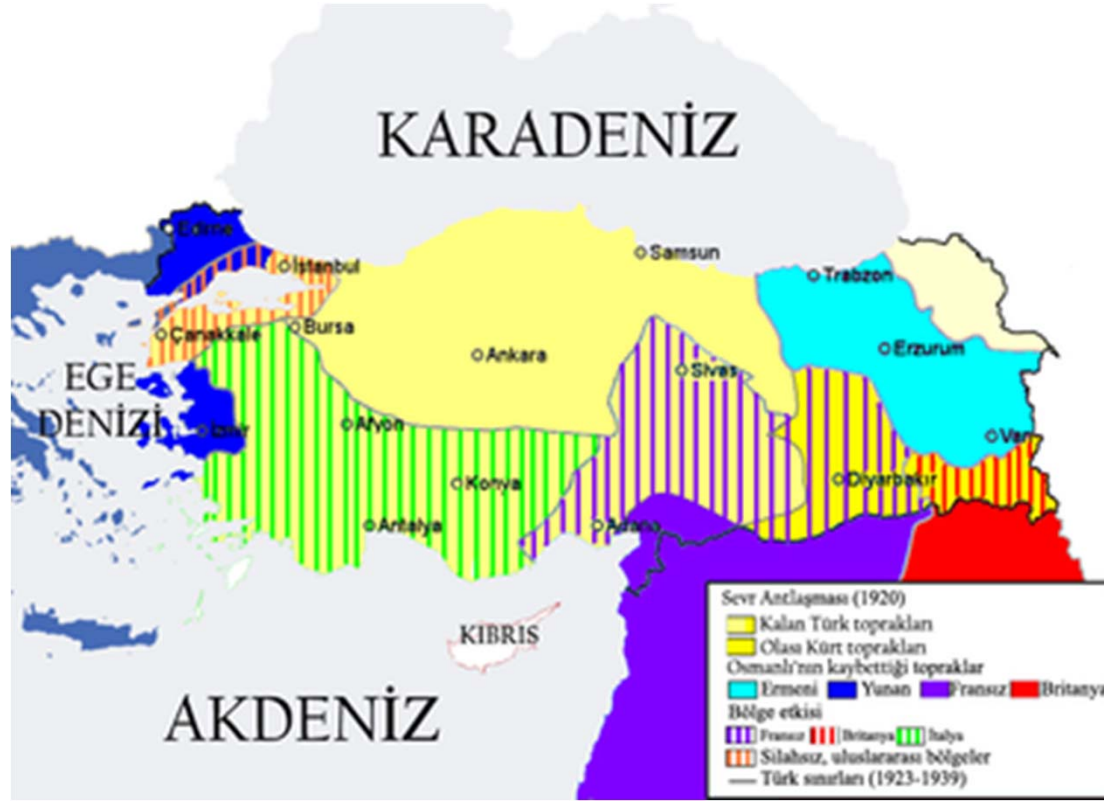 KARADENİZ
Edirne
İstanbul
Samsun
Trabzon
Çanakkale
Bursa
Ankara
Erzurum
Sivas
EGE
DENİZİ
İzmir
Afyon
Van
Konya
Diyarbakır
Antalya
Adana
KIBRIS
AKDENİZ
Sevr Antlaşması (1920)
Kalan Türk toprakları
Olası Kürt toprakları
Osmanlı'nın kaybettiği topraklar
Ermeni Yunan Fransız Britanya
Bölge etkisi
Fransız Britanya İtalya
Silahsız, uluslararası bölgeler
Türk sınırları (1923-1939)